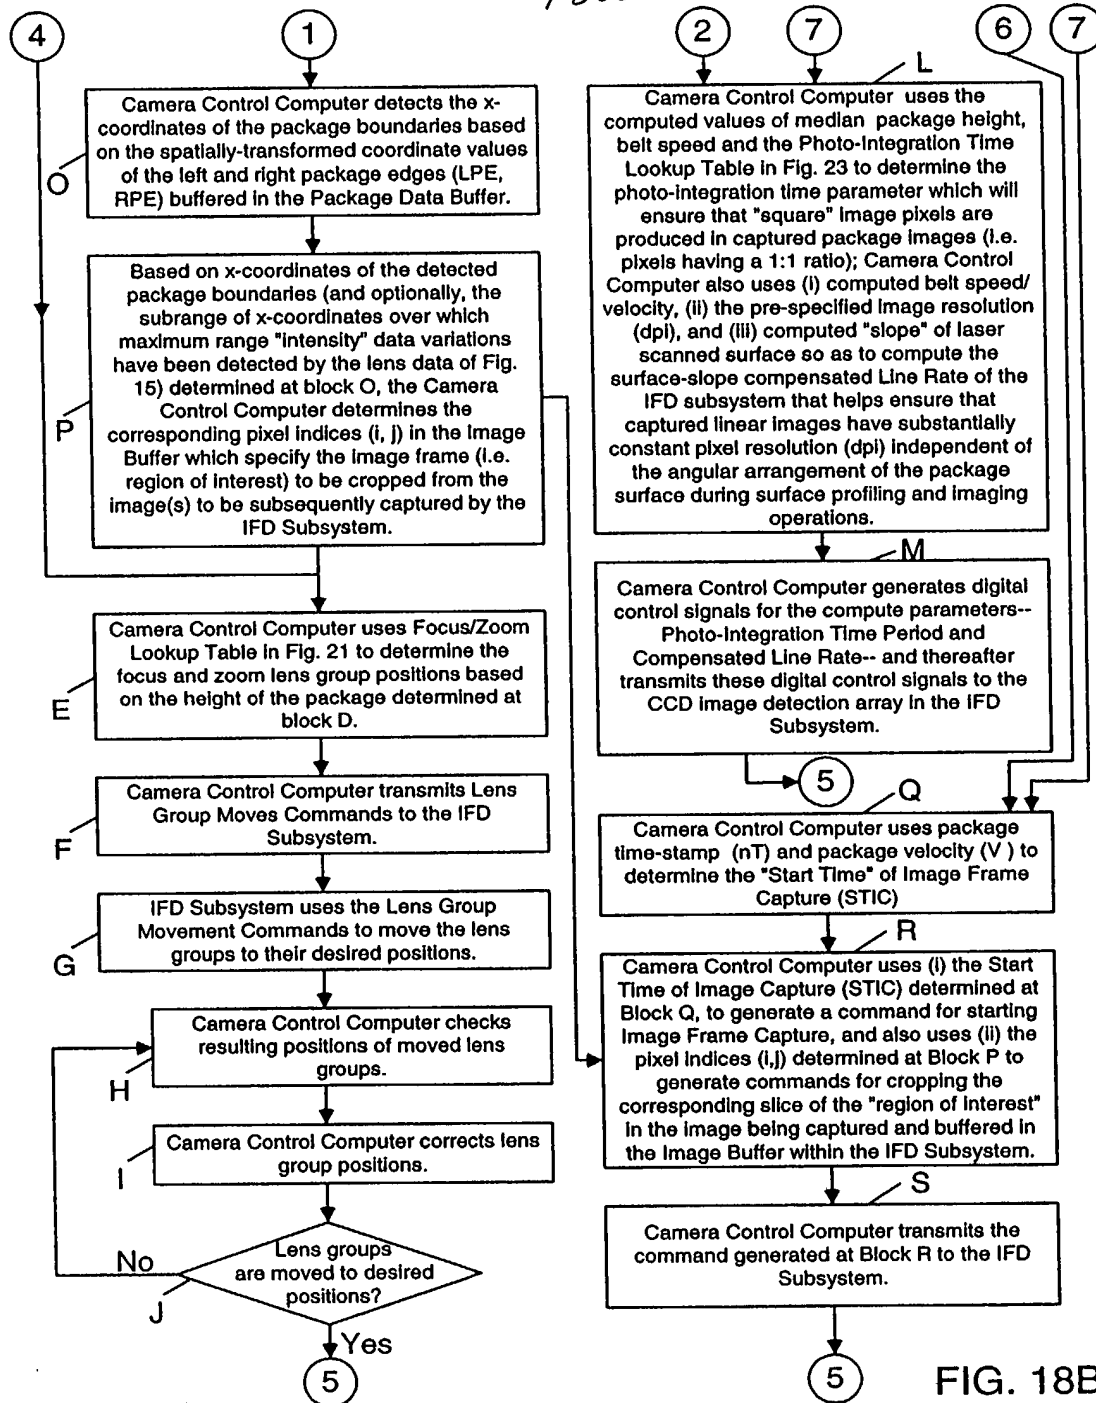 4
1
Camera Control Computer detects the x-
coordinates of the package boundaries based
on the spatially-transformed coordinate values
of the left and right package edges (LPE,
RPE) buffered in the Package Data Buffer.
O
Based on x-coordinates of the detected
package boundaries (and optionally, the
subrange of x-coordinates over which
maximum range "intensity" data variations
have been detected by the lens data of Fig.
15) determined at block O, the Camera
Control Computer determines the
corresponding pixel indices (i, j) in the Image
Buffer which specify the image frame (i.e.
region of interest) to be cropped from the
image(s) to be subsequently captured by the
IFD Subsystem.
P
Camera Control Computer uses Focus/Zoom
Lookup Table in Fig. 21 to determine the
focus and zoom lens group positions based
on the height of the package determined at
block D.
E
Camera Control Computer transmits Lens
Group Moves Commands to the IFD
Subsystem.
F
IFD Subsystem uses the Lens Group
Movement Commands to move the lens
groups to their desired positions.
G
Camera Control Computer checks
resulting positions of moved lens
groups.
H
Camera Control Computer corrects lens
group positions.
I
Lens groups
are moved to desired
positions?
No
J
Yes
5
2
7
6
7
L
Camera Control Computer uses the
computed values of median package height,
belt speed and the Photo-Integration Time
Lookup Table in Fig. 23 to determine the
photo-integration time parameter which will
ensure that "square" image pixels are
produced in captured package images (i.e.
pixels having a 1:1 ratio); Camera Control
Computer also uses (i) computed belt speed/
velocity, (ii) the pre-specified image resolution
(dpi), and (iii) computed "slope" of laser
scanned surface so as to compute the
surface-slope compensated Line Rate of the
IFD subsystem that helps ensure that
captured linear images have substantially
constant pixel resolution (dpi) independent of
the angular arrangement of the package
surface during surface profiling and imaging
operations.
M
Camera Control Computer generates digital
control signals for the compute parameters--
Photo-Integration Time Period and
Compensated Line Rate-- and thereafter
transmits these digital control signals to the
CCD image detection array in the IFD
Subsystem.
5
Q
Camera Control Computer uses package
time-stamp (nT) and package velocity (V ) to
determine the "Start Time" of Image Frame
Capture (STIC)
R
Camera Control Computer uses (i) the Start
Time of Image Capture (STIC) determined at
Block Q, to generate a command for starting
Image Frame Capture, and also uses (ii) the
pixel indices (i,j) determined at Block P to
generate commands for cropping the
corresponding slice of the "region of interest"
in the image being captured and buffered in
the Image Buffer within the IFD Subsystem.
S
Camera Control Computer transmits the
command generated at Block R to the IFD
Subsystem.
5
FIG. 18B